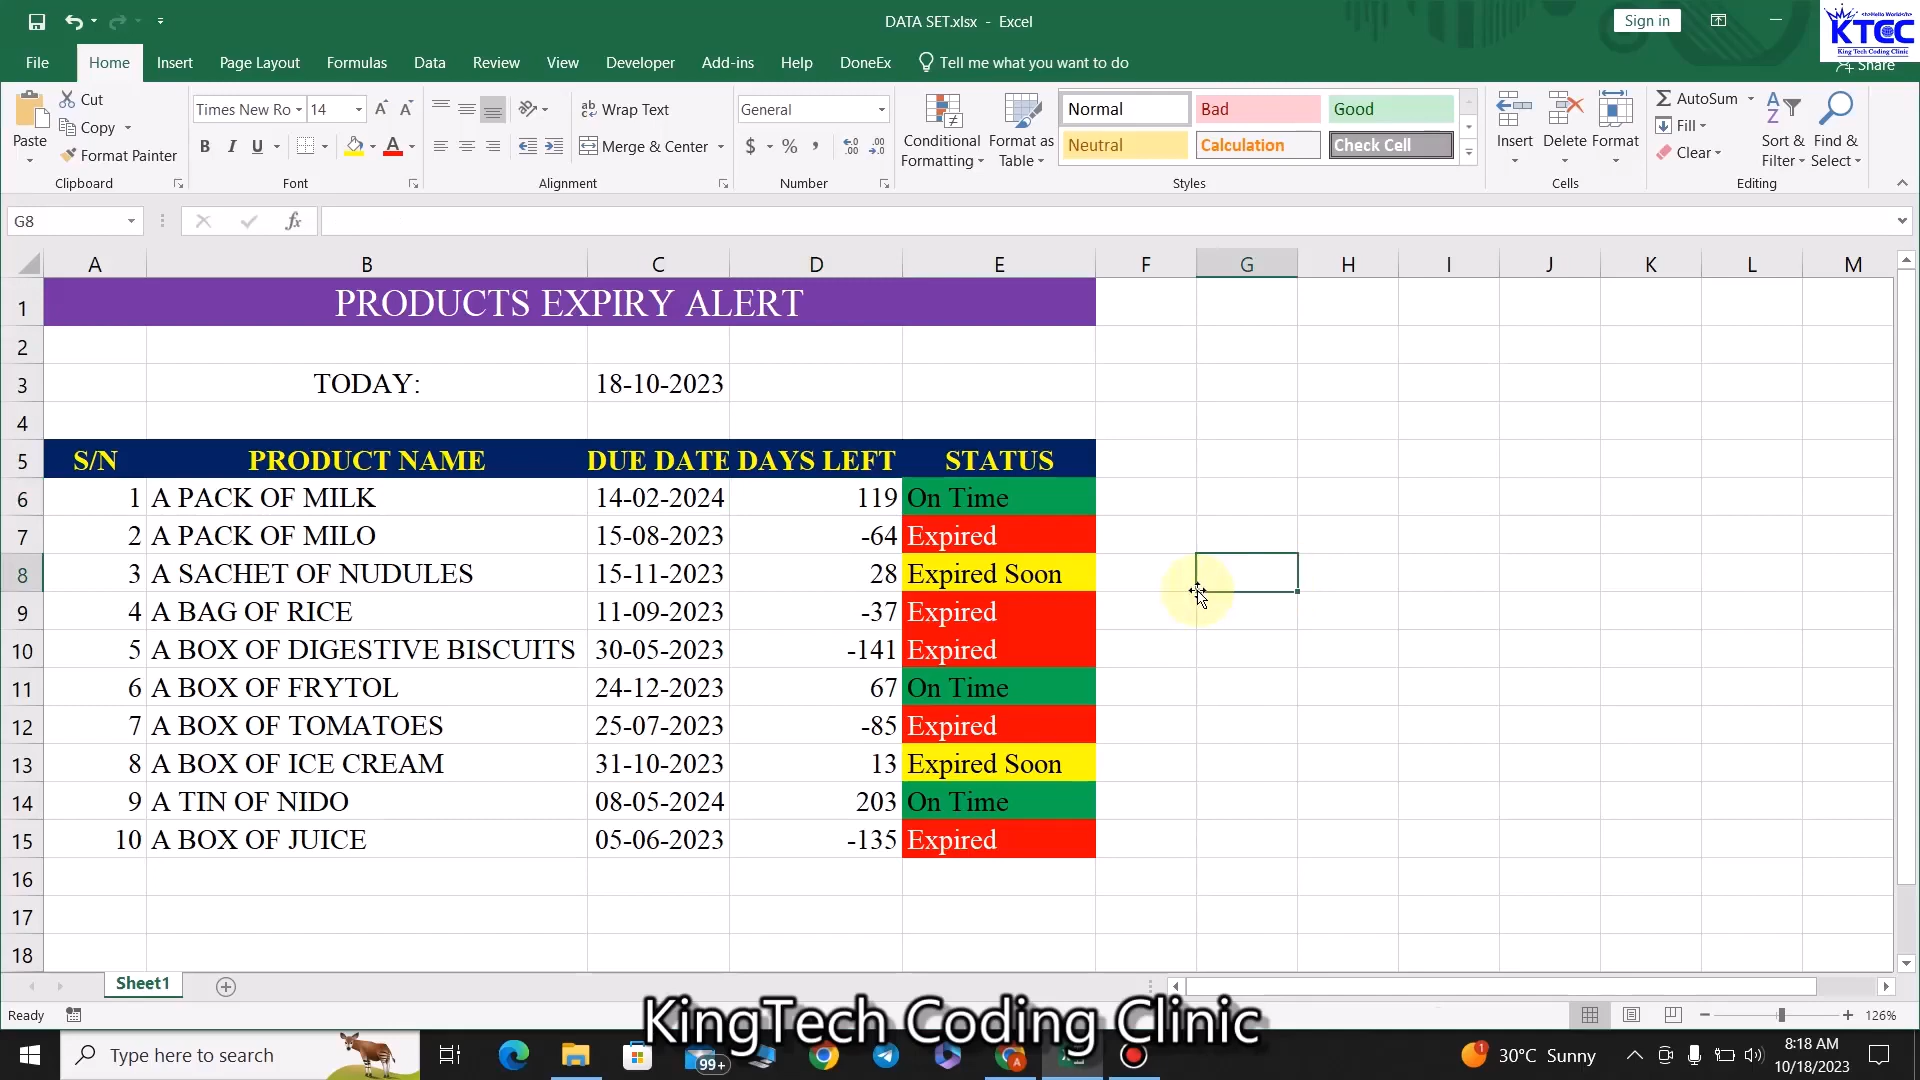 DATA SET.xlsx - Excel
Sign in
KTCC
King Tech Coding Clinic
File Home Insert Page Layout Formulas Data Review View Developer Add-ins Help DoneEx Tell me what you want to do Share
Paste
Cut
Copy
Format Painter
Clipboard
Times New Ro 14
B I U
Font
Wrap Text
Merge & Center
Alignment
General
$ %
Number
Conditional Formatting
Format as Table
Normal Bad Good
Neutral Calculation Check Cell
Styles
Insert Delete Format
Cells
AutoSum
Fill
Clear
Sort & Filter
Find & Select
Editing
G8 fx
A B C D E F G H I J K L M
1 PRODUCTS EXPIRY ALERT
2
3 TODAY: 18-10-2023
4
5 S/N PRODUCT NAME DUE DATE DAYS LEFT STATUS
6 1 A PACK OF MILK 14-02-2024 119 On Time
7 2 A PACK OF MILO 15-08-2023 -64 Expired
8 3 A SACHET OF NUDULES 15-11-2023 28 Expired Soon
9 4 A BAG OF RICE 11-09-2023 -37 Expired
10 5 A BOX OF DIGESTIVE BISCUITS 30-05-2023 -141 Expired
11 6 A BOX OF FRYTOL 24-12-2023 67 On Time
12 7 A BOX OF TOMATOES 25-07-2023 -85 Expired
13 8 A BOX OF ICE CREAM 31-10-2023 13 Expired Soon
14 9 A TIN OF NIDO 08-05-2024 203 On Time
15 10 A BOX OF JUICE 05-06-2023 -135 Expired
16
17
18
Sheet1
Ready
126%
KingTech Coding Clinic
Type here to search
99+
30°C Sunny
8:18 AM
10/18/2023